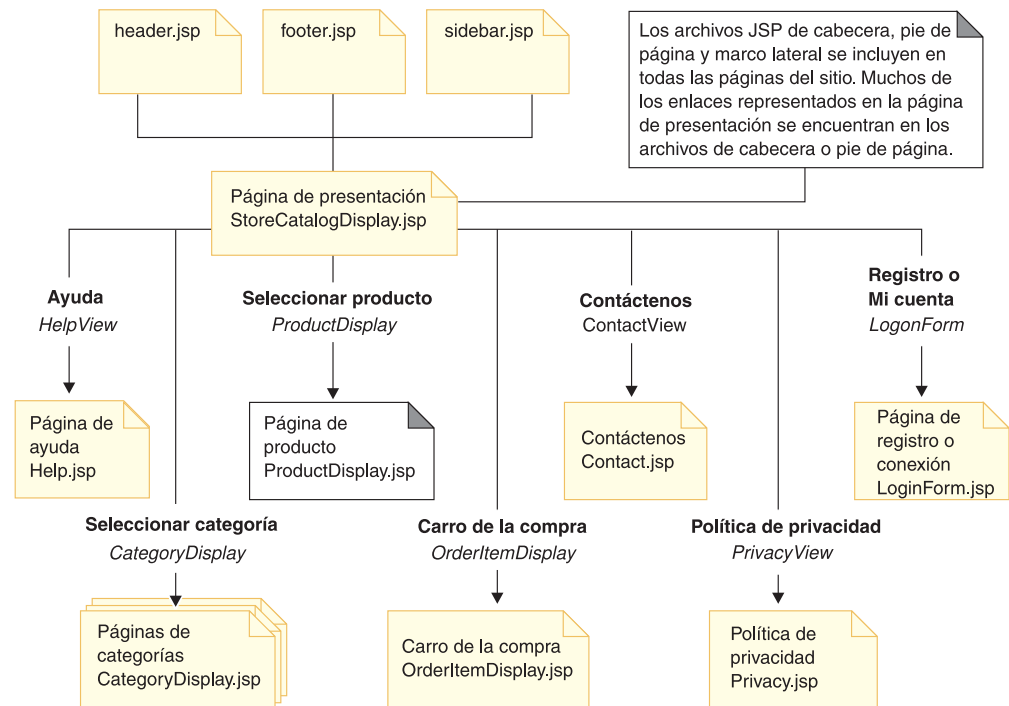 header.jsp
footer.jsp
sidebar.jsp
Los archivos JSP de cabecera, pie de
página y marco lateral se incluyen en
todas las páginas del sitio. Muchos de
los enlaces representados en la página
de presentación se encuentran en los
archivos de cabecera o pie de página.
Página de presentación
StoreCatalogDisplay.jsp
Ayuda
HelpView
Seleccionar producto
ProductDisplay
Contáctenos
ContactView
Registro o
Mi cuenta
LogonForm
Página de
ayuda
Help.jsp
Página de
producto
ProductDisplay.jsp
Contáctenos
Contact.jsp
Página de
registro o
conexión
LoginForm.jsp
Seleccionar categoría
CategoryDisplay
Carro de la compra
OrderItemDisplay
Política de privacidad
PrivacyView
Páginas de
categorías
CategoryDisplay.jsp
Carro de la compra
OrderItemDisplay.jsp
Política de
privacidad
Privacy.jsp